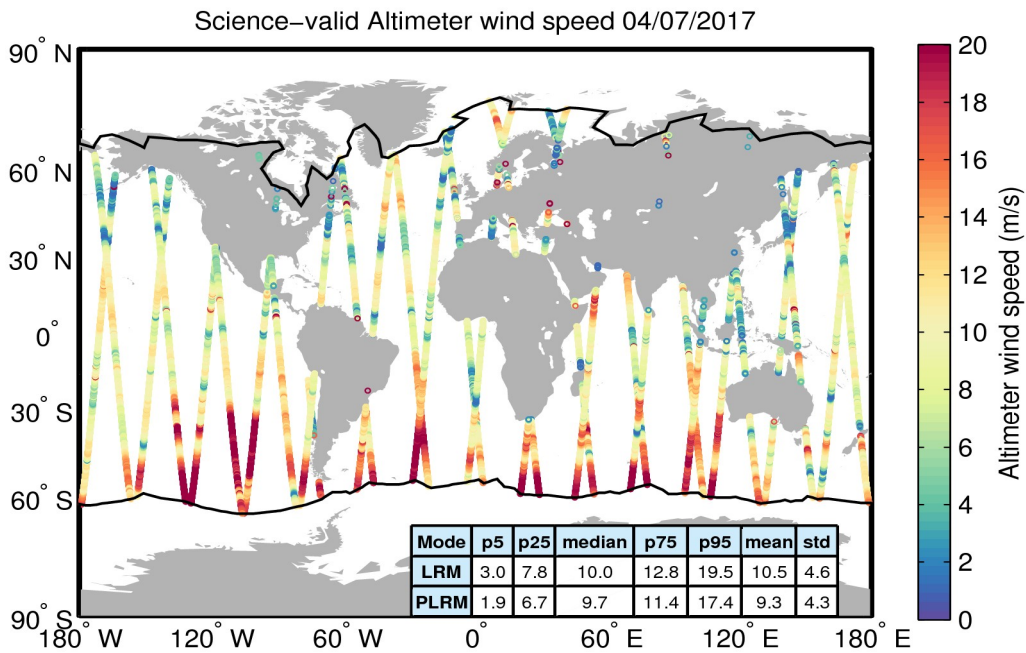 Science−valid Altimeter wind speed 04/07/2017
90° N
60° N
30° N
0°
30° S
60° S
90° S
180° W
120° W
60° W
0°
60° E
120° E
180° E
Mode p5 p25 median p75 p95 mean std
LRM 3.0 7.8 10.0 12.8 19.5 10.5 4.6
PLRM 1.9 6.7 9.7 11.4 17.4 9.3 4.3
20
18
16
14
12
10
8
6
4
2
0
Altimeter wind speed (m/s)